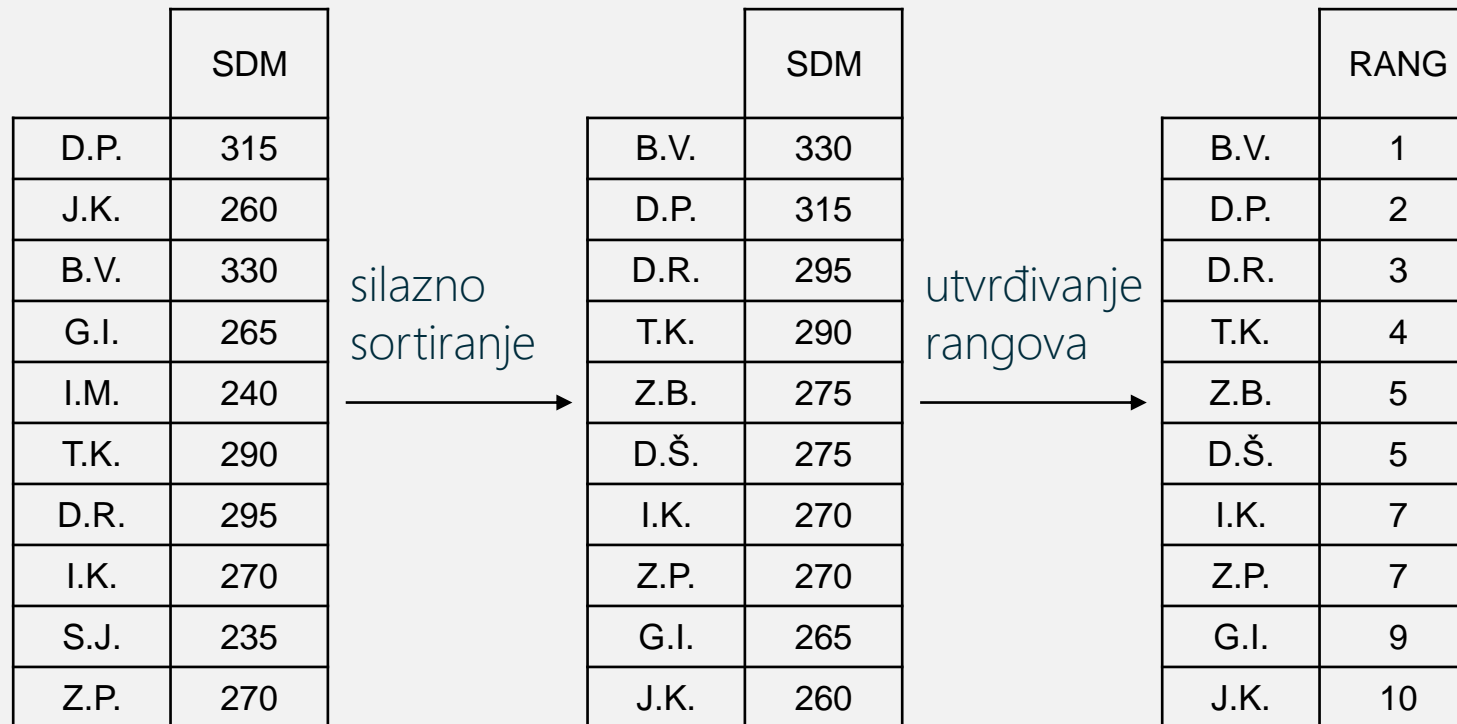 SDM
D.P. 315
J.K. 260
B.V. 330
G.I. 265
I.M. 240
T.K. 290
D.R. 295
I.K. 270
S.J. 235
Z.P. 270
silazno
sortiranje
SDM
B.V. 330
D.P. 315
D.R. 295
T.K. 290
Z.B. 275
D.Š. 275
I.K. 270
Z.P. 270
G.I. 265
J.K. 260
utvrđivanje
rangova
RANG
B.V. 1
D.P. 2
D.R. 3
T.K. 4
Z.B. 5
D.Š. 5
I.K. 7
Z.P. 7
G.I. 9
J.K. 10